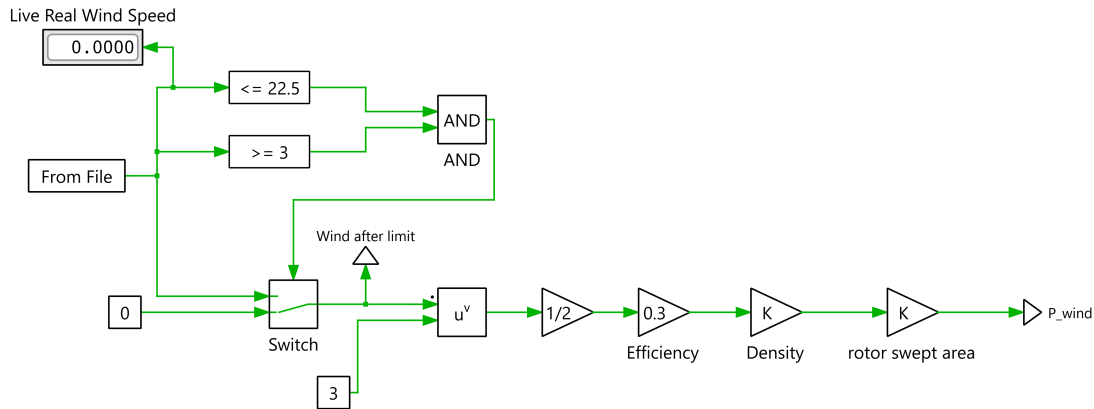 Live Real Wind Speed
0.0000
<= 22.5
AND
>= 3
AND
From File
Wind after limit
0
u^v
1/2
0.3
K
K
P_wind
Switch
Efficiency
Density
rotor swept area
3